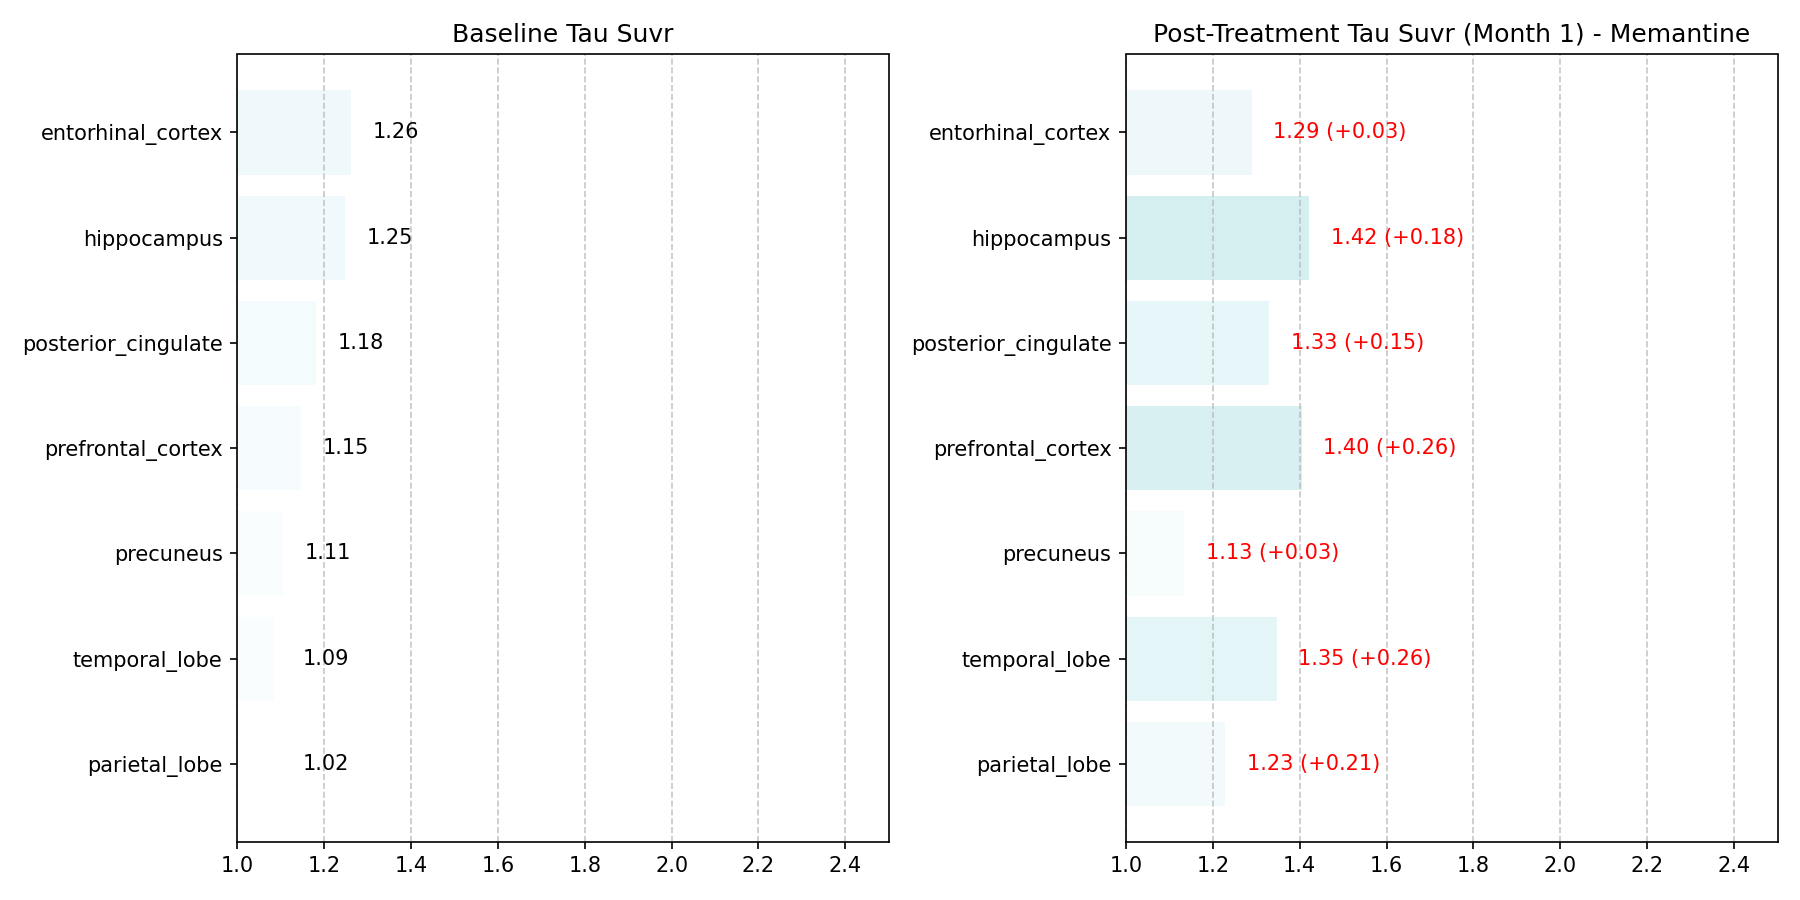 Baseline Tau Suvr
entorhinal_cortex 1.26
hippocampus 1.25
posterior_cingulate 1.18
prefrontal_cortex 1.15
precuneus 1.11
temporal_lobe 1.09
parietal_lobe 1.02
1.0 1.2 1.4 1.6 1.8 2.0 2.2 2.4
Post-Treatment Tau Suvr (Month 1) - Memantine
entorhinal_cortex 1.29 (+0.03)
hippocampus 1.42 (+0.18)
posterior_cingulate 1.33 (+0.15)
prefrontal_cortex 1.40 (+0.26)
precuneus 1.13 (+0.03)
temporal_lobe 1.35 (+0.26)
parietal_lobe 1.23 (+0.21)
1.0 1.2 1.4 1.6 1.8 2.0 2.2 2.4